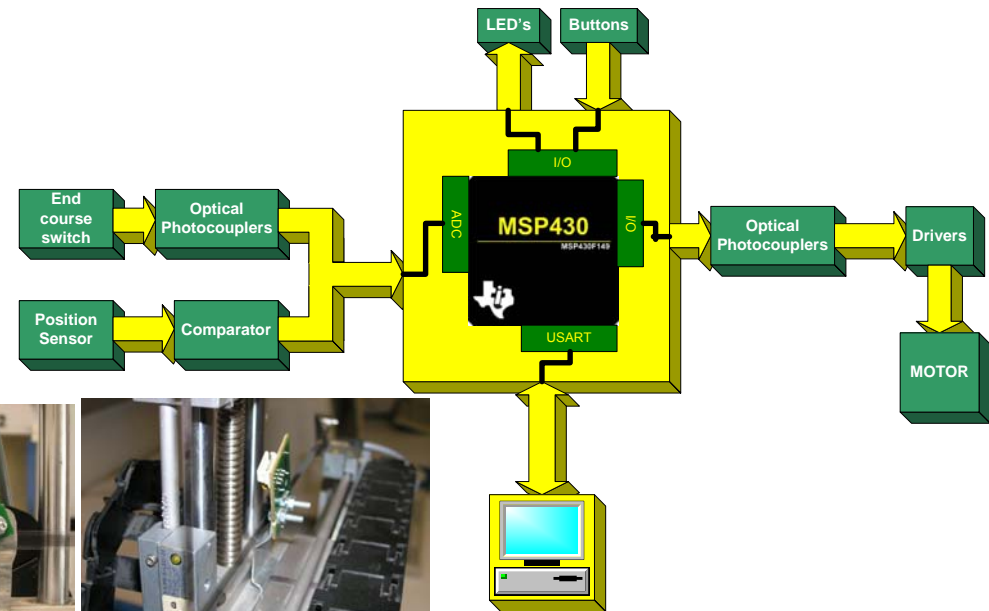 LED's
Buttons
I/O
End
course
switch
Optical
Photocouplers
ADC
MSP430
MSP430F149
I/O
Optical
Photocouplers
Drivers
Position
Sensor
Comparator
USART
MOTOR